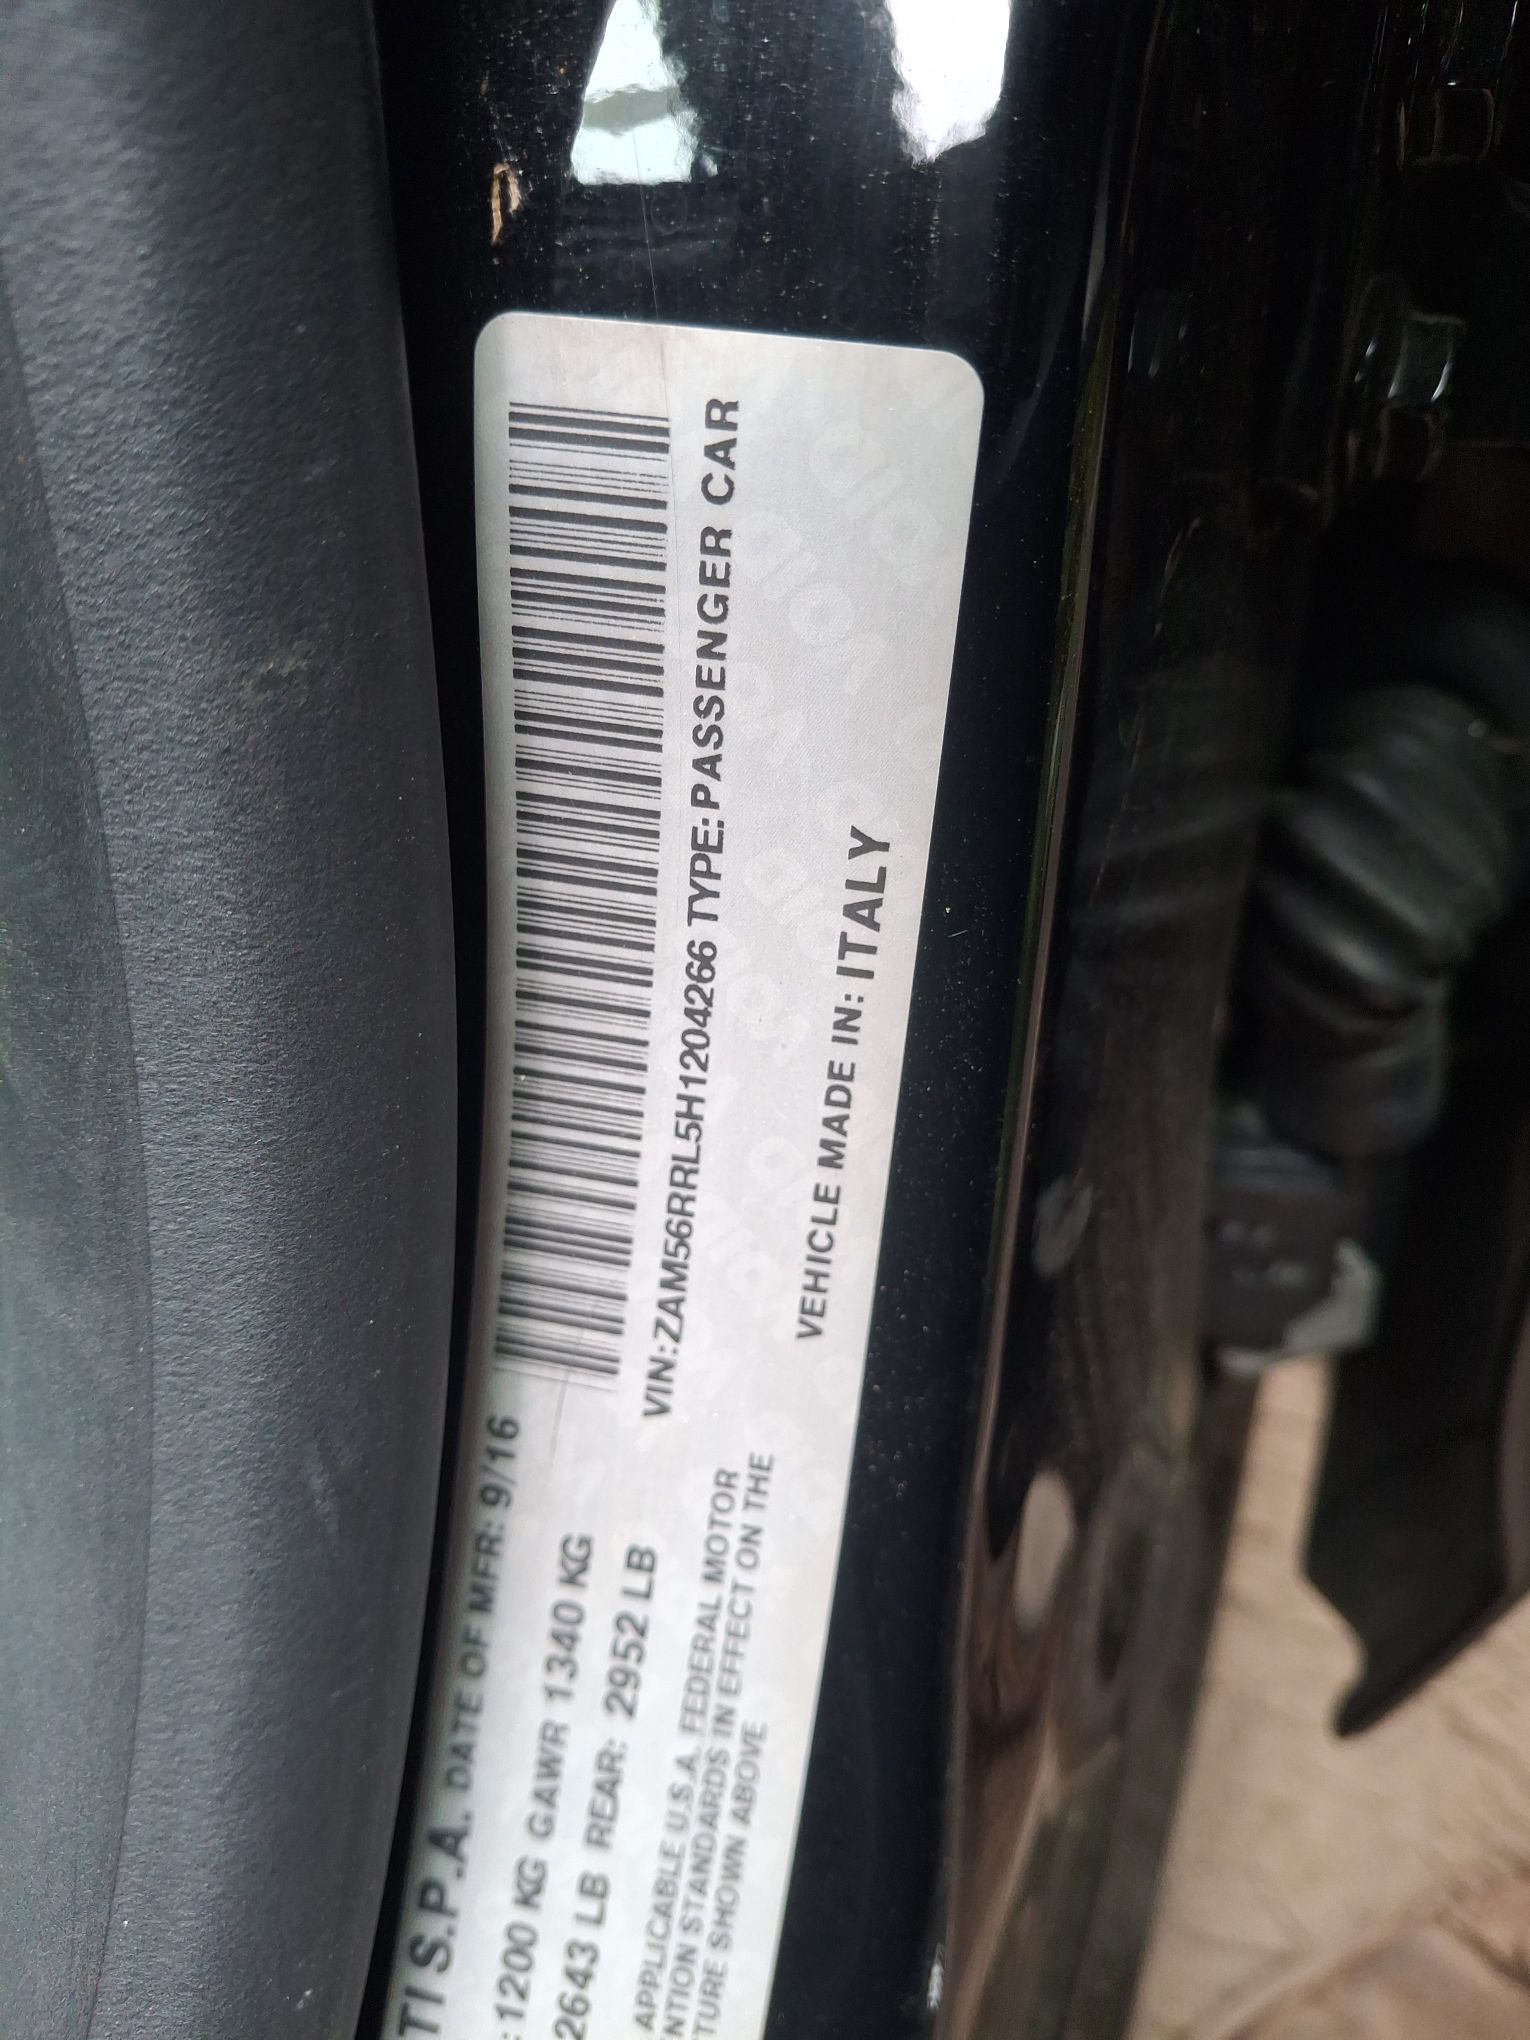 TI S.P.A. DATE OF MFR: 9/16
: 1200 KG GAWR 1340 KG
2643 LB REAR: 2952 LB
APPLICABLE U.S.A. FEDERAL MOTOR
NTION STANDARDS IN EFFECT ON THE
TURE SHOWN ABOVE
VIN:ZAM56RRL5H1204266 TYPE: PASSENGER CAR
VEHICLE MADE IN: ITALY